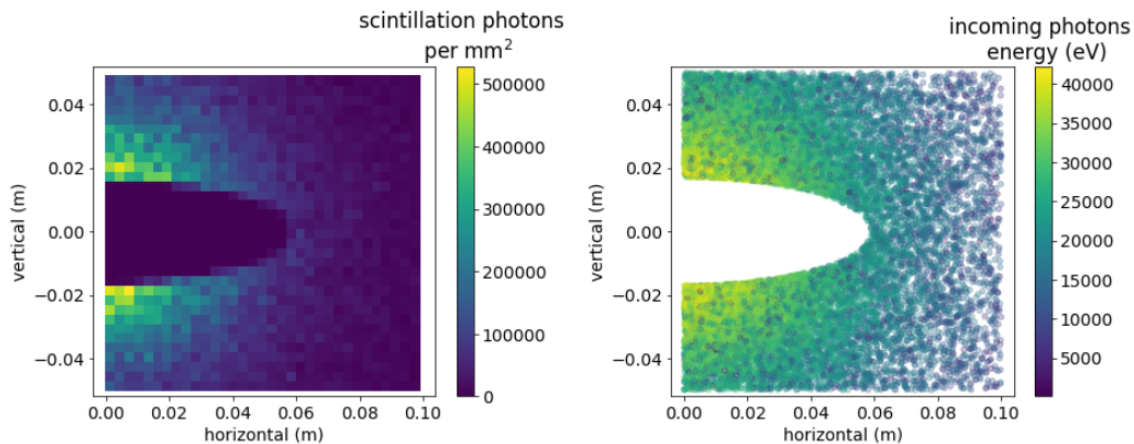 scintillation photons
per mm²
0.04
0.02
0.00
−0.02
−0.04
vertical (m)
0.00 0.02 0.04 0.06 0.08 0.10
horizontal (m)
500000
400000
300000
200000
100000
0
incoming photons
energy (eV)
0.04
0.02
0.00
−0.02
−0.04
vertical (m)
0.00 0.02 0.04 0.06 0.08 0.10
horizontal (m)
40000
35000
30000
25000
20000
15000
10000
5000